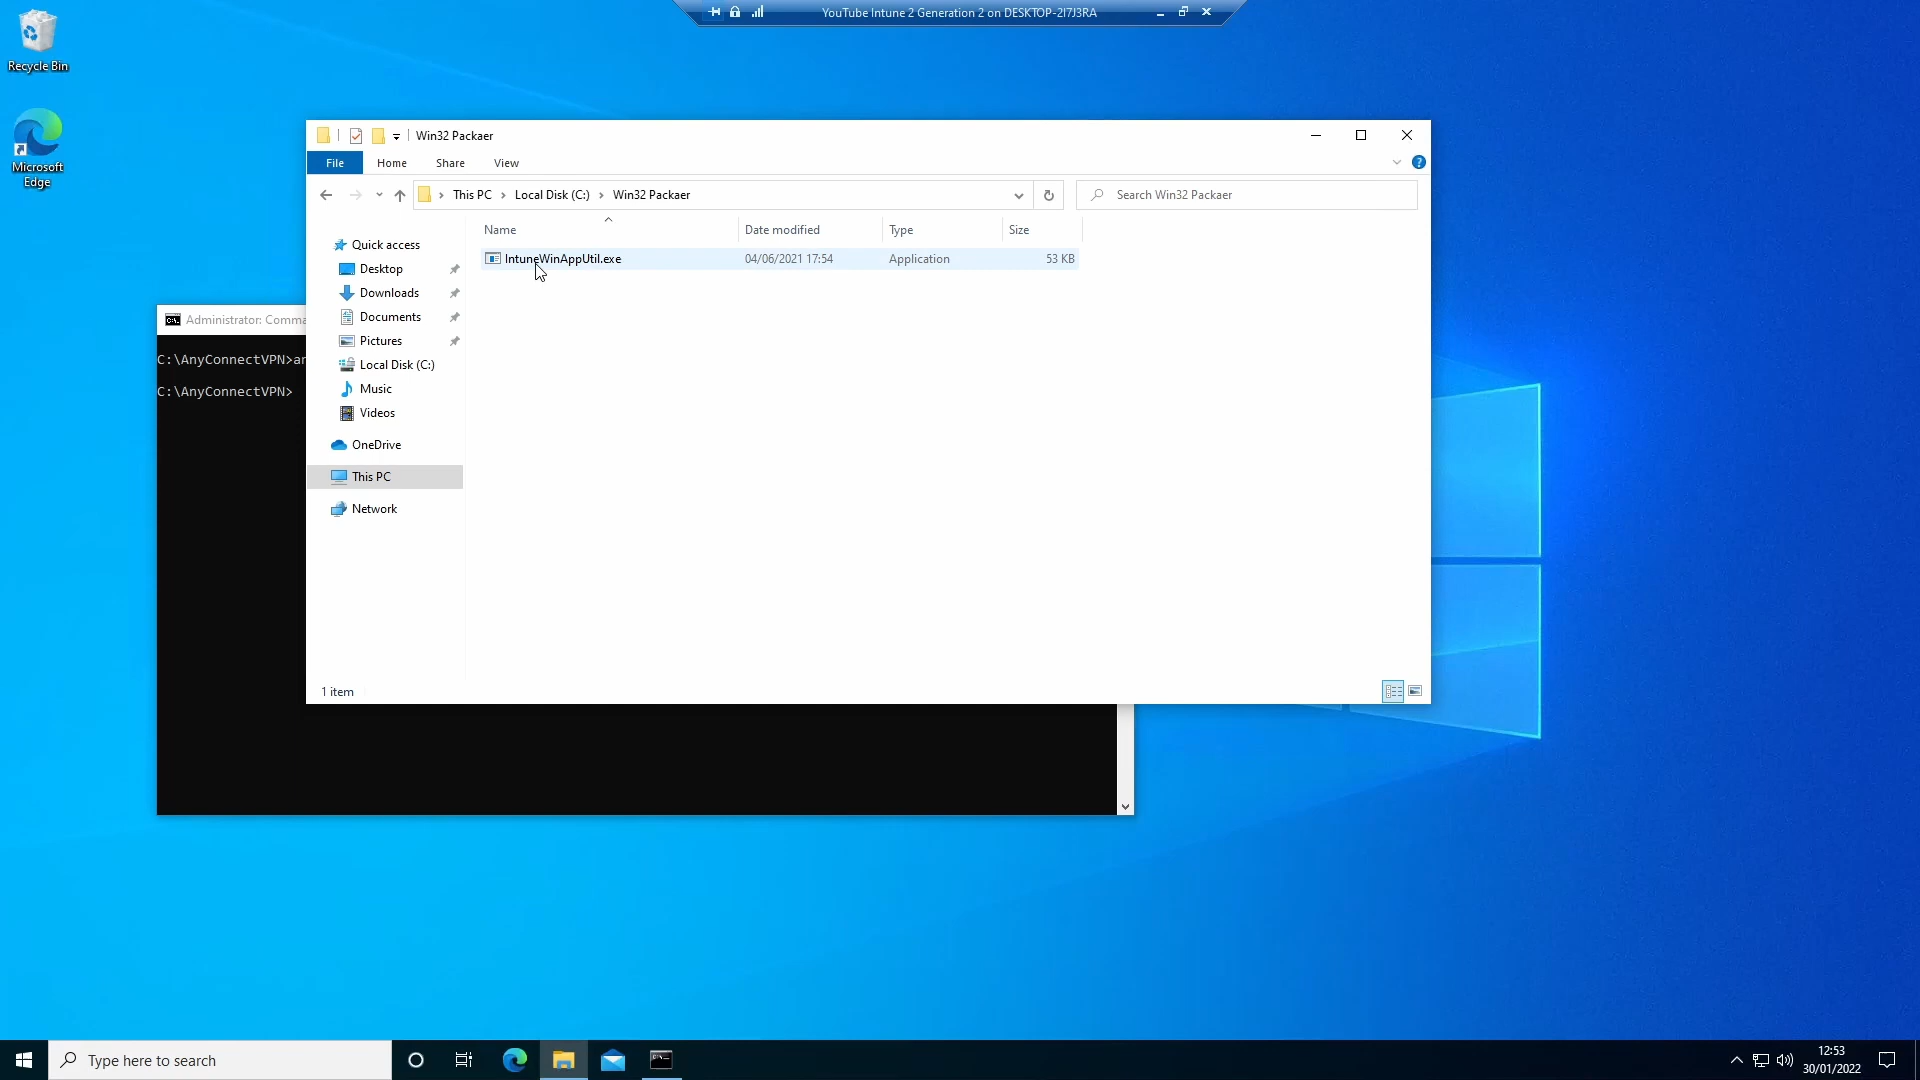 YouTube Intune 2 Generation 2 on DESKTOP-2I7J3RA
Recycle Bin
Microsoft
Edge
Win32 Packaer
File
Home
Share
View
This PC
Local Disk (C:)
Win32 Packaer
Search Win32 Packaer
Name
Date modified
Type
Size
IntuneWinAppUtil.exe
04/06/2021 17:54
Application
53 KB
Quick access
Desktop
Downloads
Documents
Pictures
Local Disk (C:)
Music
Videos
OneDrive
This PC
Network
1 item
Administrator: Comma
C:\AnyConnectVPN>an
C:\AnyConnectVPN>
Type here to search
12:53
30/01/2022